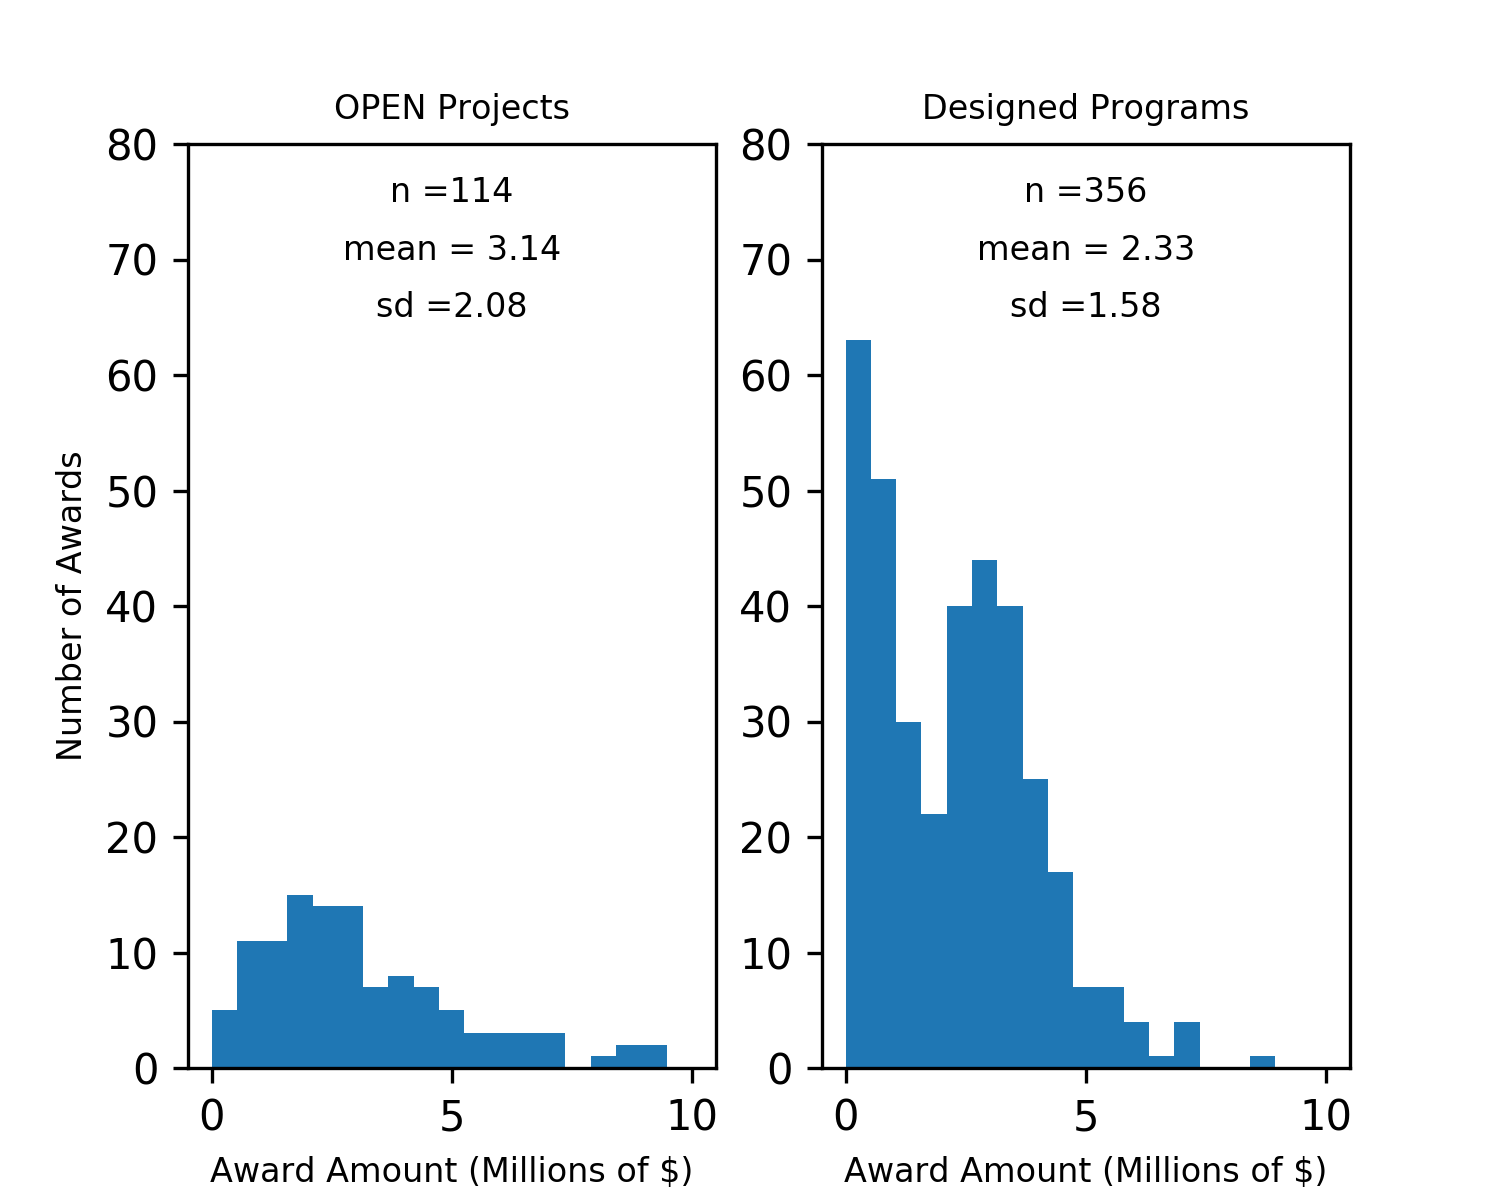 OPEN Projects
n =114
mean = 3.14
sd =2.08
80
70
60
50
40
30
20
10
0
Number of Awards
0 5 10
Award Amount (Millions of $)
Designed Programs
n =356
mean = 2.33
sd =1.58
80
70
60
50
40
30
20
10
0
0 5 10
Award Amount (Millions of $)